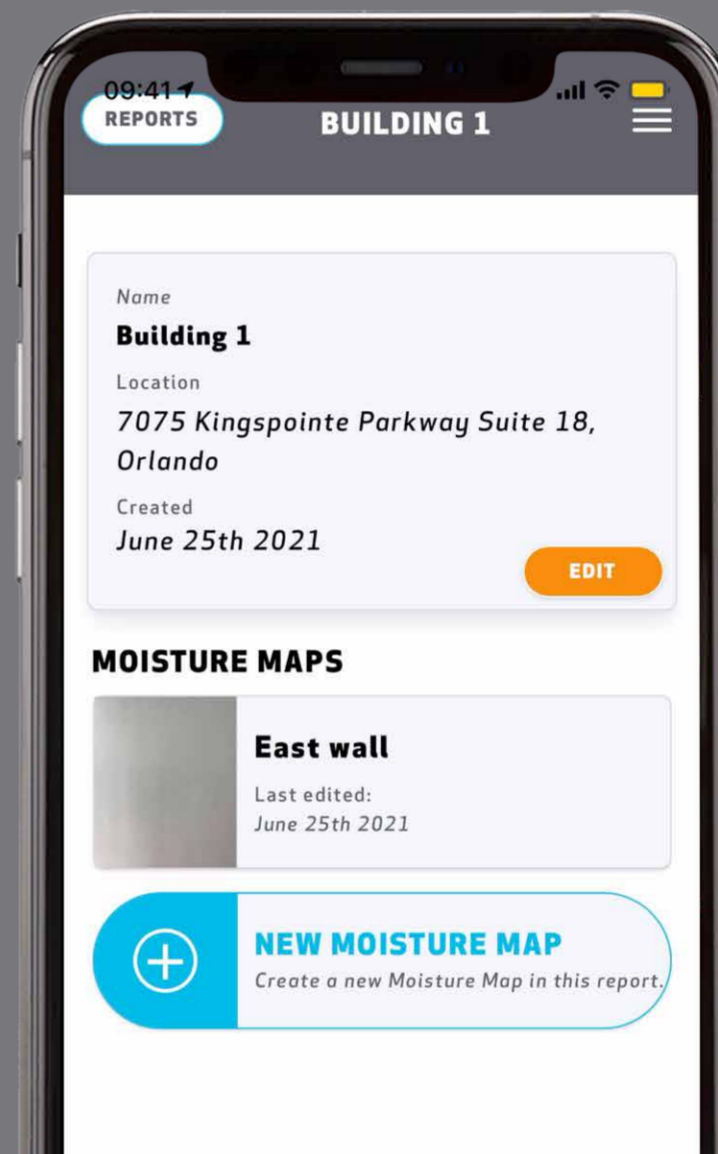 09:41
REPORTS
BUILDING 1
Name
Building 1
Location
7075 Kingspointe Parkway Suite 18,
Orlando
Created
June 25th 2021
EDIT
MOISTURE MAPS
East wall
Last edited:
June 25th 2021
NEW MOISTURE MAP
Create a new Moisture Map in this report.